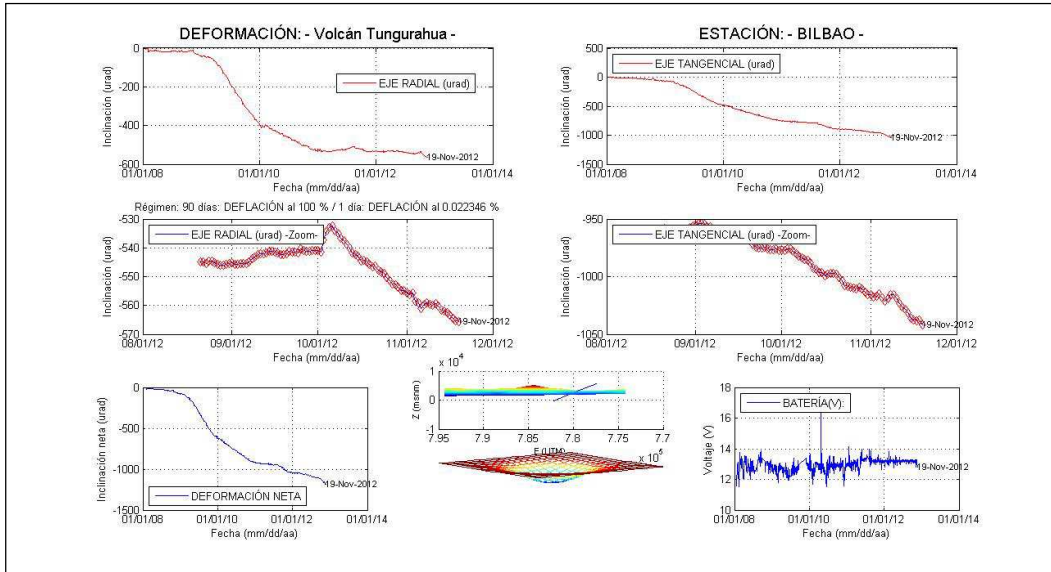 DEFORMACIÓN: - Volcán Tungurahua -
0
-200
-400
-600
Inclinación (urad)
EJE RADIAL (urad)
19-Nov-2012
01/01/08 01/01/10 01/01/12 01/01/14
Fecha (mm/dd/aa)
ESTACIÓN: - BILBAO -
500
0
-500
-1000
-1500
Inclinación (urad)
EJE TANGENCIAL (urad)
19-Nov-2012
01/01/08 01/01/10 01/01/12 01/01/14
Fecha (mm/dd/aa)
Régimen: 90 días: DEFLACIÓN al 100 % / 1 día: DEFLACIÓN al 0.022346 %
-530
-540
-550
-560
-570
Inclinación (urad)
EJE RADIAL (urad) -Zoom-
19-Nov-2012
08/01/12 09/01/12 10/01/12 11/01/12 12/01/12
Fecha (mm/dd/aa)
-950
-1000
-1050
Inclinación (urad)
EJE TANGENCIAL (urad) -Zoom-
19-Nov-2012
08/01/12 09/01/12 10/01/12 11/01/12 12/01/12
Fecha (mm/dd/aa)
0
-500
-1000
-1500
Inclinación neta (urad)
DEFORMACIÓN NETA
19-Nov-2012
01/01/08 01/01/10 01/01/12 01/01/14
Fecha (mm/dd/aa)
x 10⁴
1
0
-1
Z (msnm)
7.95 7.9 7.85 7.8 7.75 7.7
E (UTM)
x 10⁵
18
16
14
12
10
Voltaje (V)
BATERÍA(V):
19-Nov-2012
01/01/08 01/01/10 01/01/12 01/01/14
Fecha (mm/dd/aa)